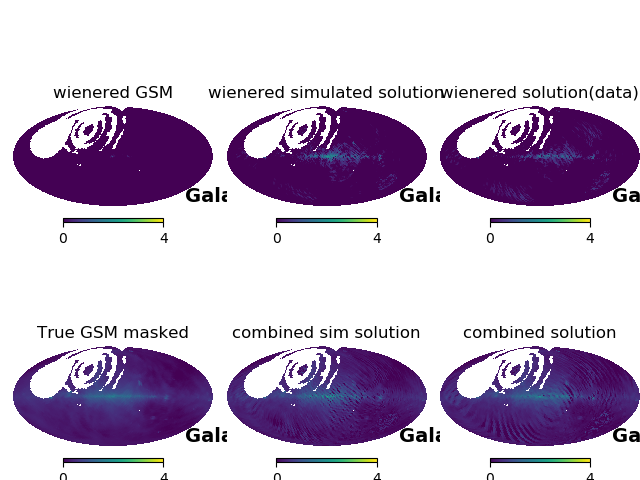 wienered GSM
wienered simulated solution
wienered solution(data)
Gala
Gala
Ga
0 4
0 4
0 4
True GSM masked
combined sim solution
combined solution
Gala
Gala
Ga
0 4
0 4
0 4